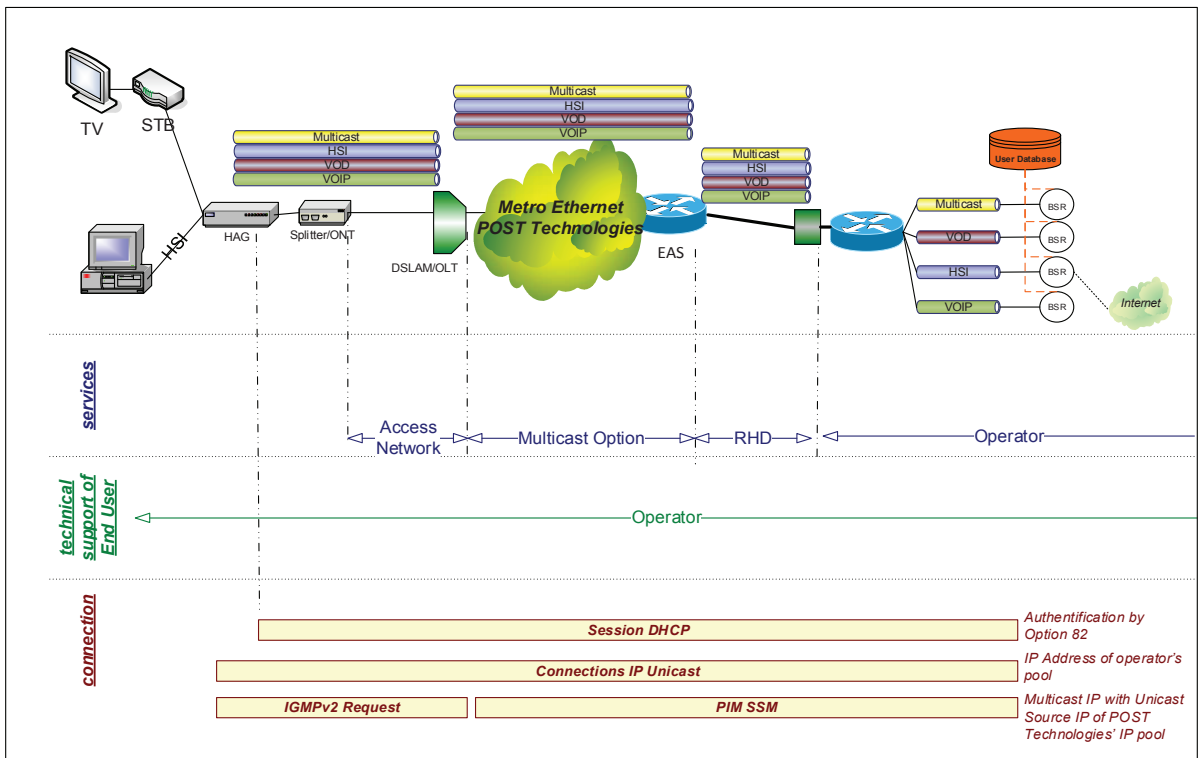 Multicast
HSI
VOD
VOIP
Multicast
HSI
VOD
VOIP
Multicast
HSI
VOD
VOIP
TV
STB
HSI
HAG
Splitter/ONT
DSLAM/OLT
Metro Ethernet
POST Technologies
EAS
User Database
Multicast
BSR
VOD
BSR
HSI
BSR
VOIP
BSR
Internet
services
Access
Network
Multicast Option
RHD
Operator
technical
support of
End User
Operator
connection
Session DHCP
Authentification by
Option 82
Connections IP Unicast
IP Address of operator's
pool
IGMPv2 Request
PIM SSM
Multicast IP with Unicast
Source IP of POST
Technologies' IP pool